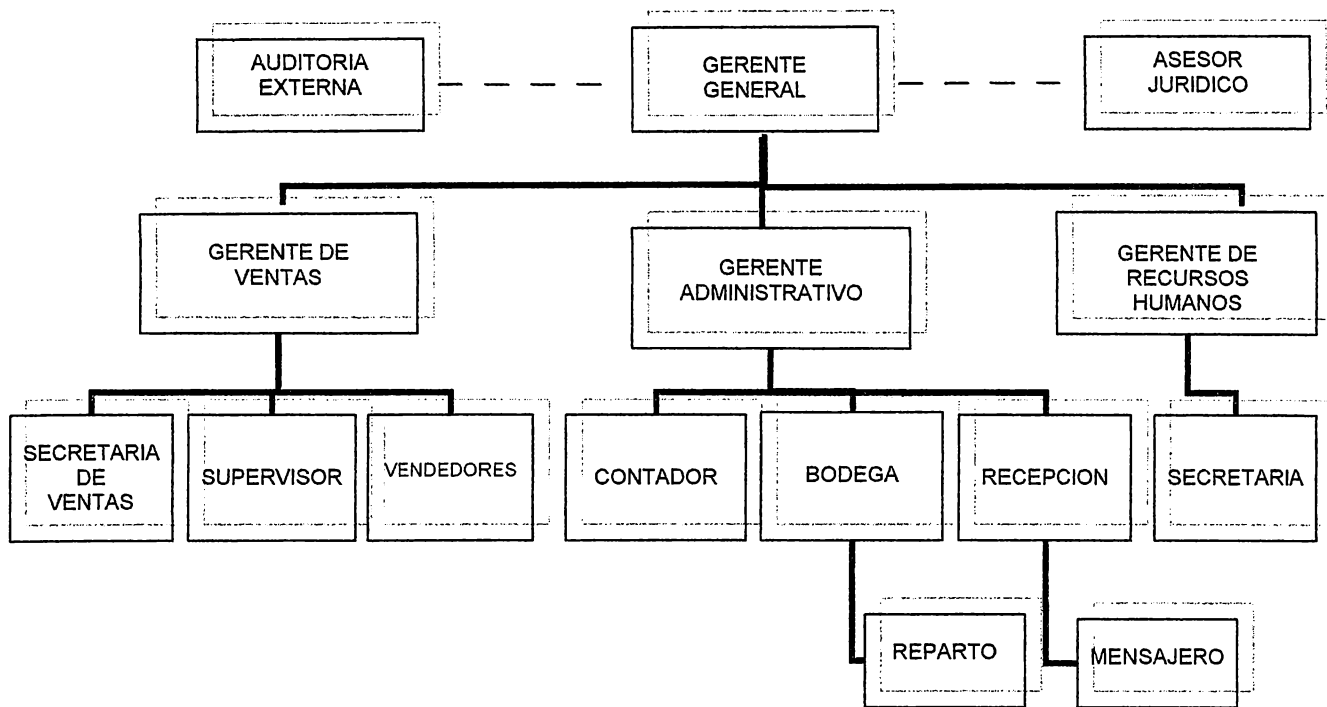 AUDITORIA
EXTERNA
GERENTE
GENERAL
ASESOR
JURIDICO
GERENTE DE
VENTAS
GERENTE
ADMINISTRATIVO
GERENTE DE
RECURSOS
HUMANOS
SECRETARIA
DE
VENTAS
SUPERVISOR
VENDEDORES
CONTADOR
BODEGA
RECEPCION
SECRETARIA
REPARTO
MENSAJERO